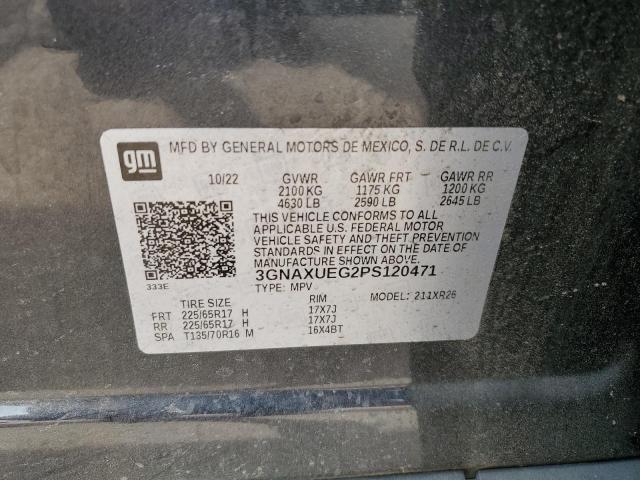 gm MFD BY GENERAL MOTORS DE MEXICO, S. DE R.L. DE C.V.
10/22 GVWR GAWR FRT GAWR RR
2100 KG 1175 KG 1200 KG
4630 LB 2590 LB 2645 LB
THIS VEHICLE CONFORMS TO ALL
APPLICABLE U.S. FEDERAL MOTOR
VEHICLE SAFETY AND THEFT PREVENTION
STANDARDS IN EFFECT ON THE DATE OF
MANUFACTURE SHOWN ABOVE.
3GNAXUEG2PS120471
333E TYPE: MPV MODEL: 211XR26
TIRE SIZE RIM
FRT 225/65R17 H 17X7J
RR 225/65R17 H 17X7J
SPA T135/70R16 M 16X4BT